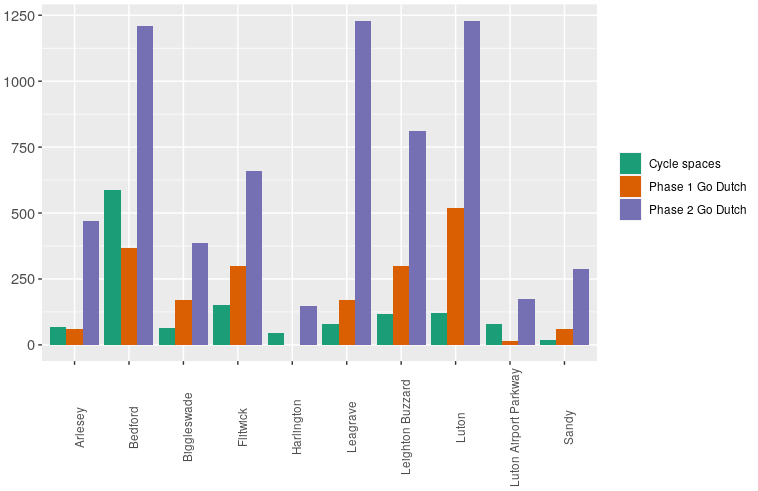 1250
1000
750
500
250
0
Arlesey
Bedford
Biggleswade
Flitwick
Harlington
Leagrave
Leighton Buzzard
Luton
Luton Airport Parkway
Sandy
Cycle spaces
Phase 1 Go Dutch
Phase 2 Go Dutch